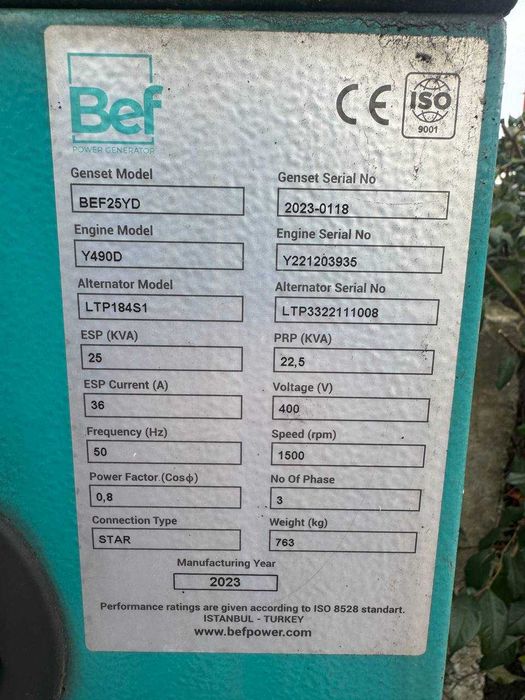 Bef
POWER GENERATOR
CE ISO
9001
Genset Model Genset Serial No
BEF25YD 2023-0118
Engine Model Engine Serial No
Y490D Y221203935
Alternator Model Alternator Serial No
LTP184S1 LTP3322111008
ESP (KVA) PRP (KVA)
25 22,5
ESP Current (A) Voltage (V)
36 400
Frequency (Hz) Speed (rpm)
50 1500
Power Factor (Cosϕ) No Of Phase
0,8 3
Connection Type Weight (kg)
STAR 763
Manufacturing Year
2023
Performance ratings are given according to ISO 8528 standart.
ISTANBUL - TURKEY
www.befpower.com